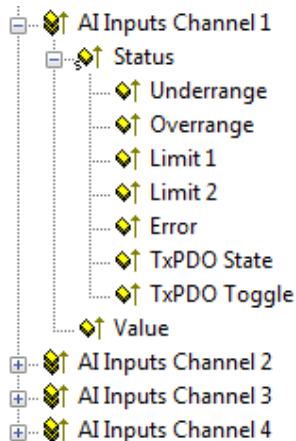 AI Inputs Channel 1
Status
Underrange
Overrange
Limit 1
Limit 2
Error
TxPDO State
TxPDO Toggle
Value
AI Inputs Channel 2
AI Inputs Channel 3
AI Inputs Channel 4